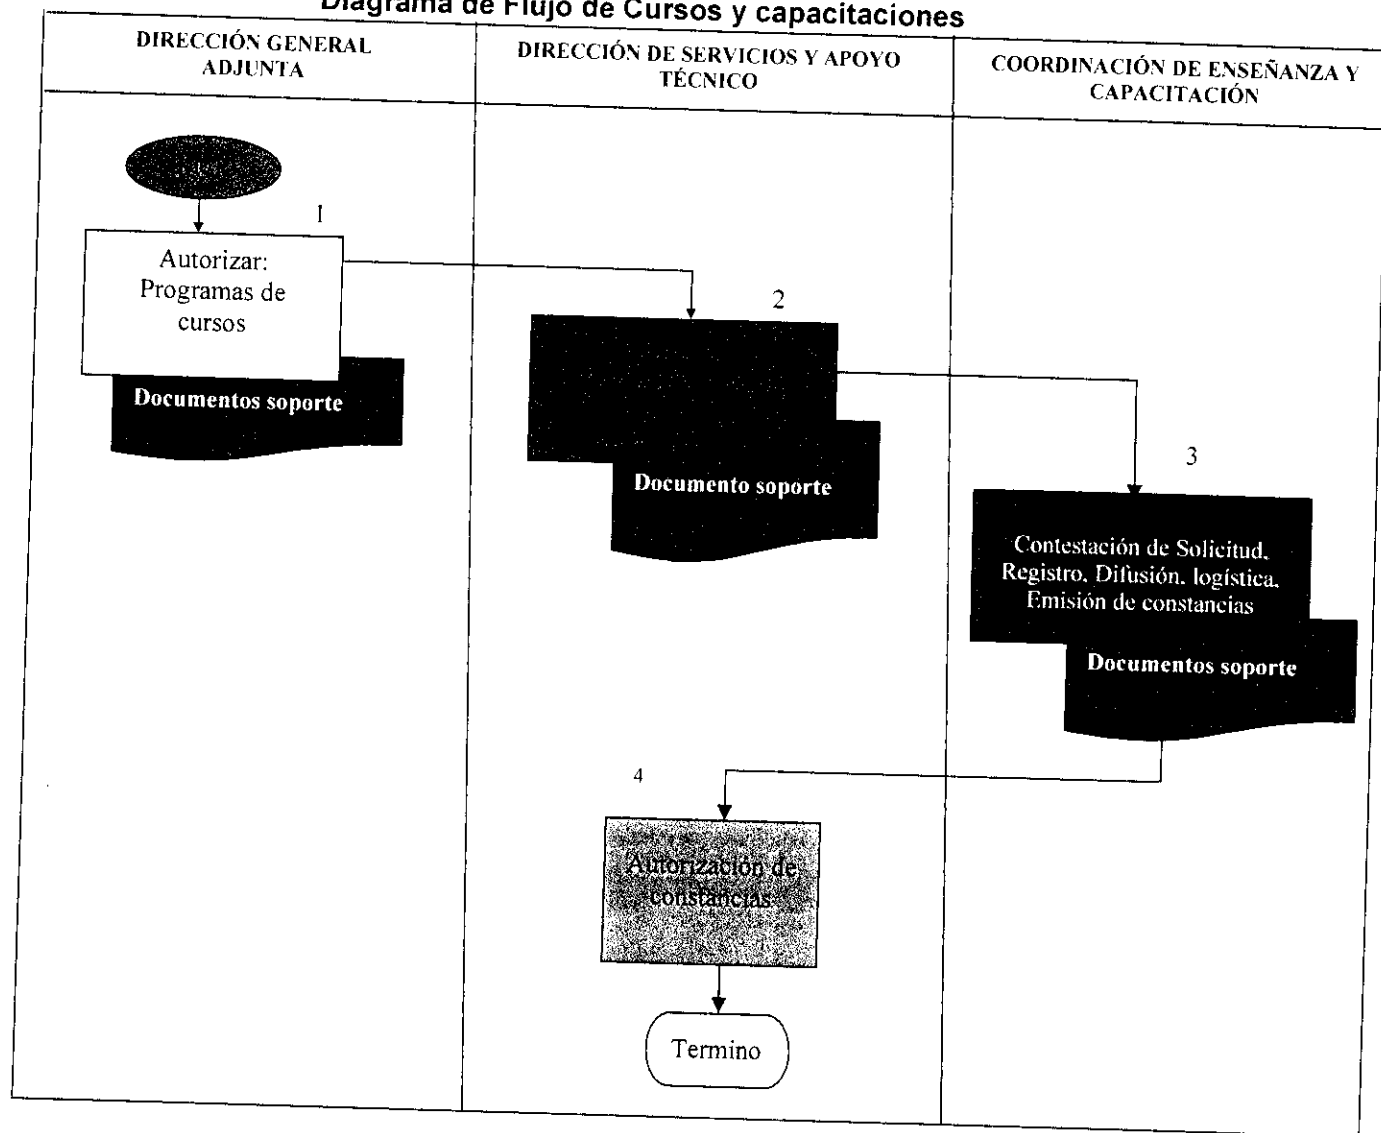 Diagrama de Flujo de Cursos y capacitaciones
DIRECCIÓN GENERAL
ADJUNTA
DIRECCIÓN DE SERVICIOS Y APOYO
TÉCNICO
COORDINACIÓN DE ENSEÑANZA Y
CAPACITACIÓN
1
Autorizar:
Programas de
cursos
Documentos soporte
2
Documento soporte
3
Contestación de Solicitud,
Registro, Difusión, logística,
Emisión de constancias
Documentos soporte
4
Autorización de
constancias
Termino